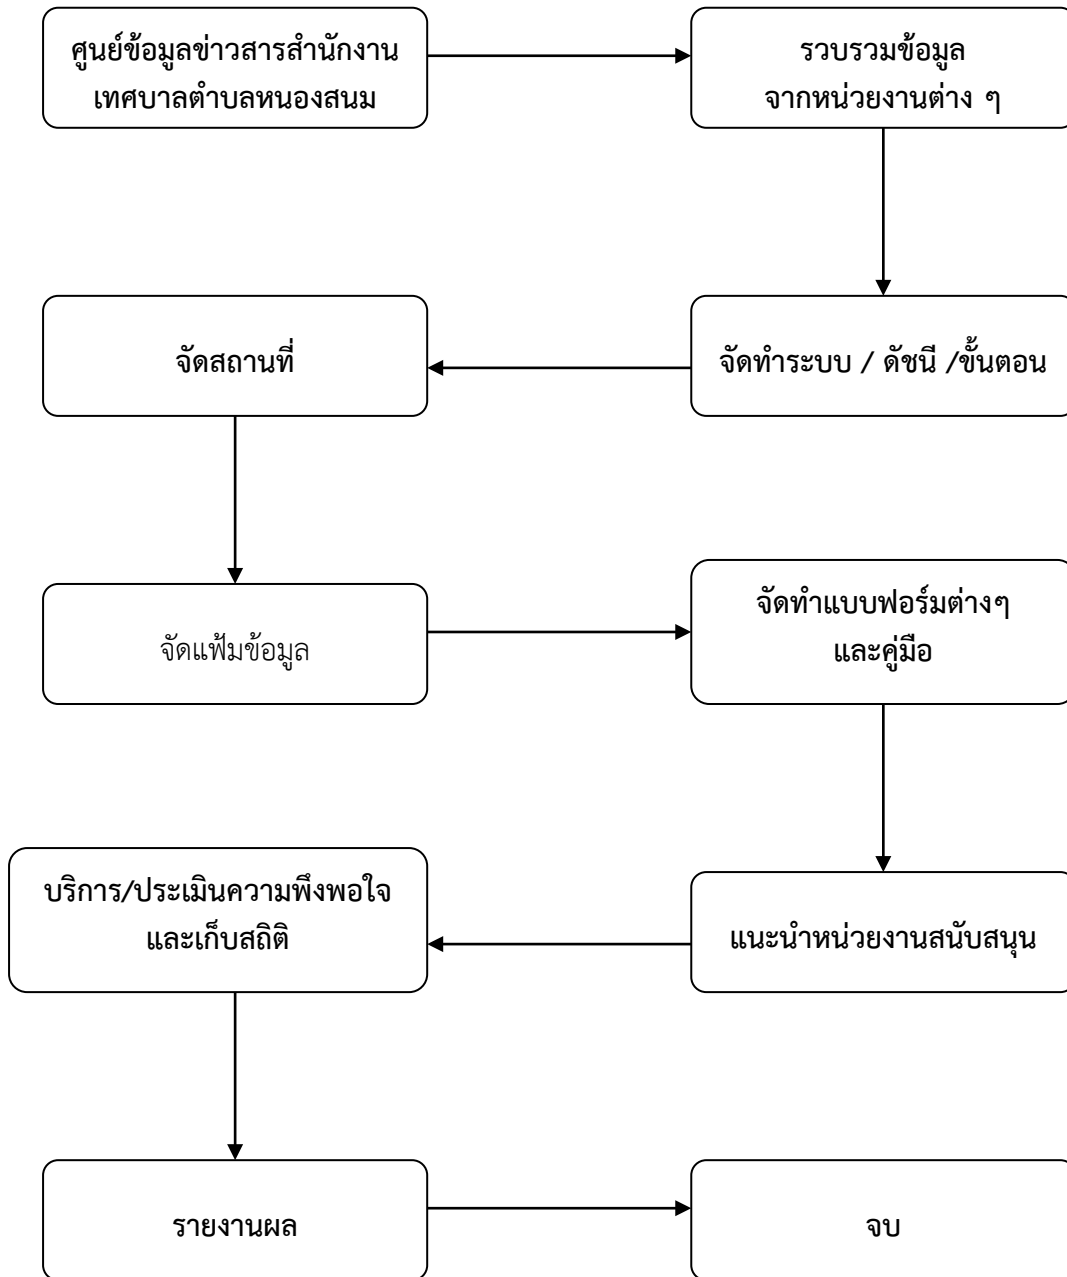 ศูนย์ข้อมูลข่าวสารสำนักงาน
เทศบาลตำบลหนองสนม
รวบรวมข้อมูล
จากหน่วยงานต่าง ๆ
จัดทำระบบ / ดัชนี /ขั้นตอน
จัดสถานที่
จัดแฟ้มข้อมูล
จัดทำแบบฟอร์มต่างๆ
และคู่มือ
แนะนำหน่วยงานสนับสนุน
บริการ/ประเมินความพึงพอใจ
และเก็บสถิติ
รายงานผล
จบ